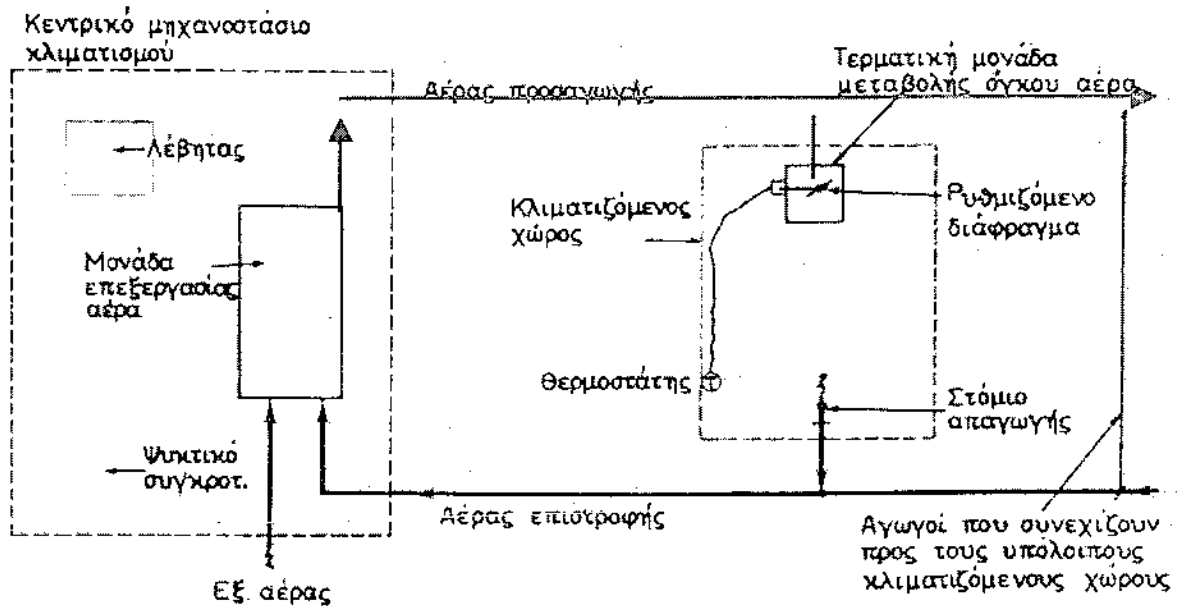 Κεντρικό μηχανοστάσιο
κλιματισμού
Λέβητας
Μονάδα
επεξεργασίας
αέρα
Ψυκτικό
συγκροτ.
Εξ. αέρας
Αέρας προσαγωγής
Τερματική μονάδα
μεταβολής όγκου αέρα
Κλιματιζόμενος
χώρος
Ρυθμιζόμενο
διάφραγμα
Θερμοστάτης
T
Στόμιο
απαγωγής
Αέρας επιστροφής
Αγωγοί που συνεχίζουν
προς τους υπόλοιπους
κλιματιζόμενους χώρους